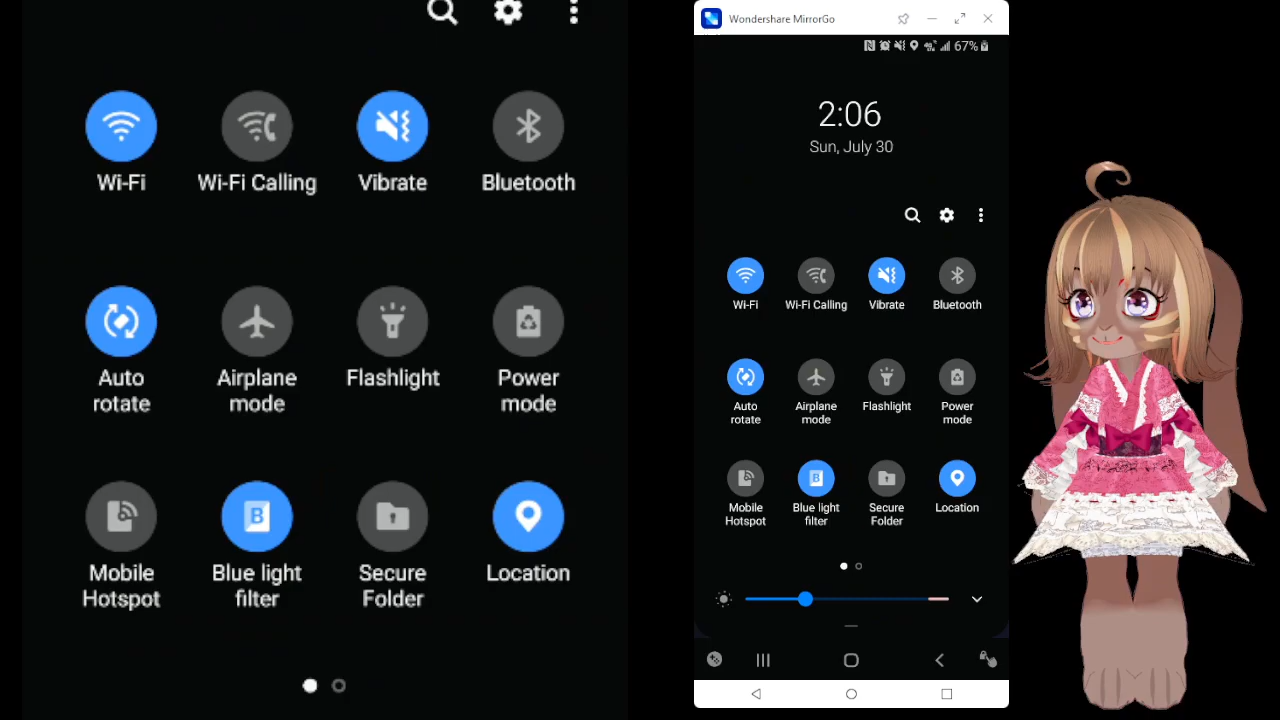 Wi-Fi
Wi-Fi Calling
Vibrate
Bluetooth
Auto
rotate
Airplane
mode
Flashlight
Power
mode
Mobile
Hotspot
Blue light
filter
Secure
Folder
Location
Wondershare MirrorGo
67%
2:06
Sun, July 30
Wi-Fi
Wi-Fi Calling
Vibrate
Bluetooth
Auto
rotate
Airplane
mode
Flashlight
Power
mode
Mobile
Hotspot
Blue light
filter
Secure
Folder
Location